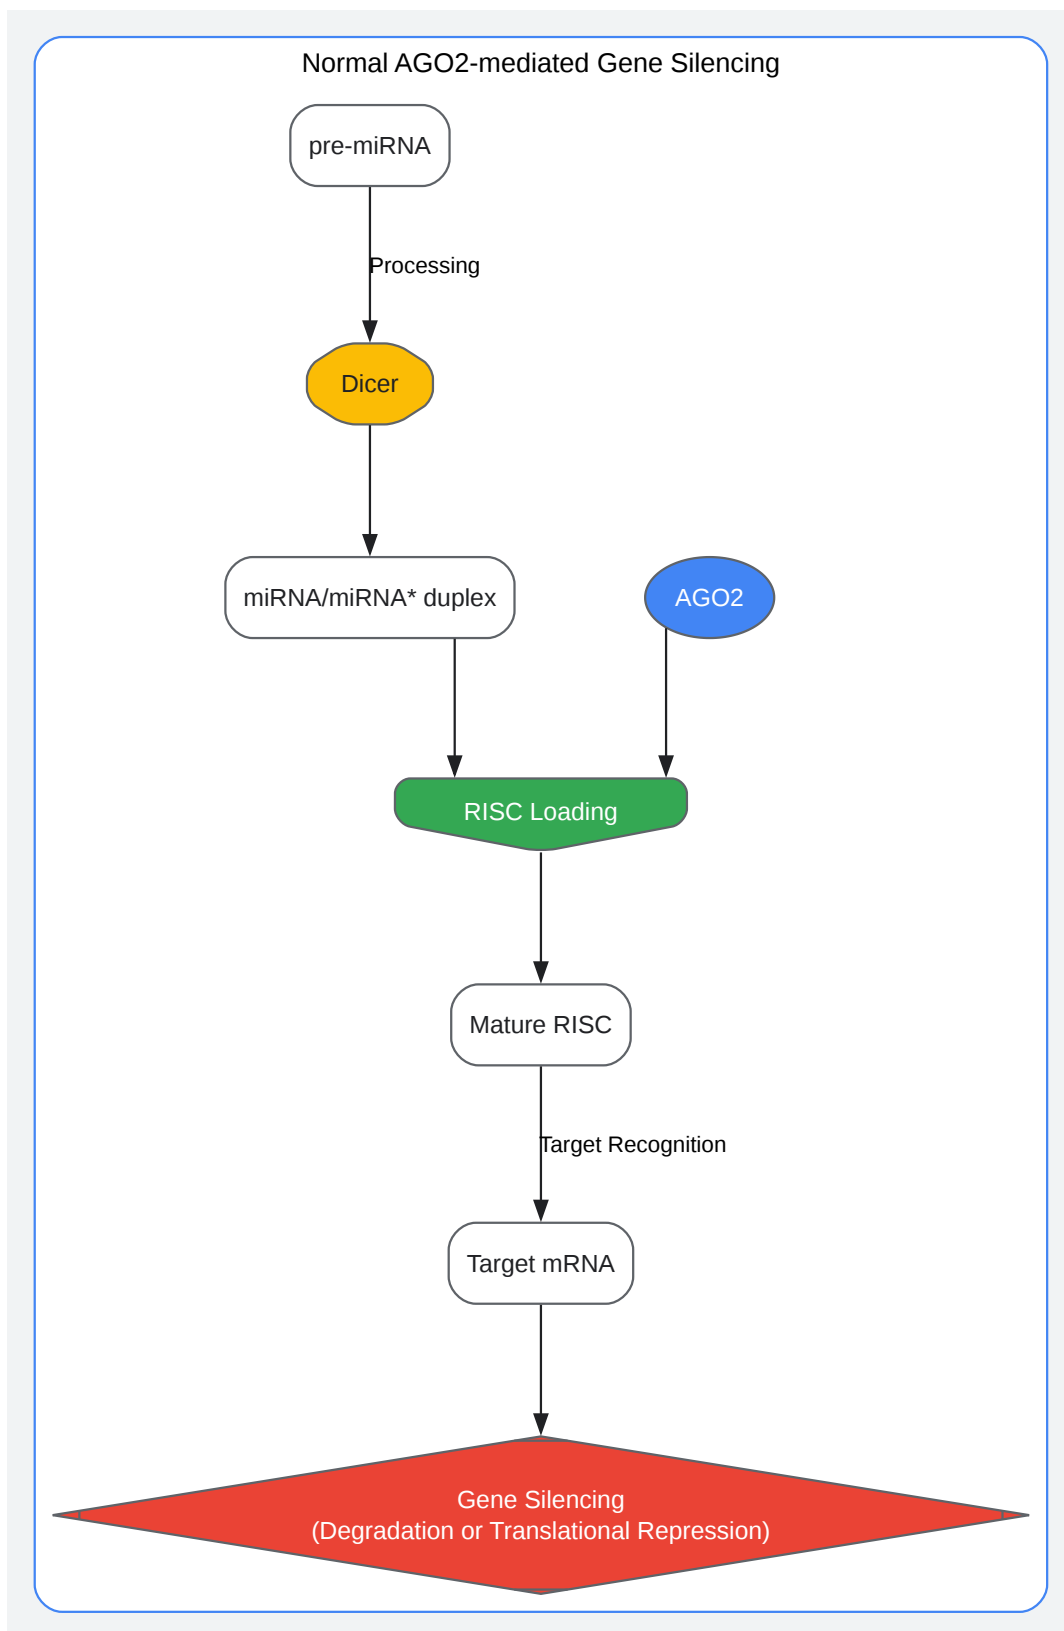 Normal AGO2-mediated Gene Silencing
pre-miRNA
Processing
Dicer
miRNA/miRNA* duplex
AGO2
RISC Loading
Mature RISC
Target Recognition
Target mRNA
Gene Silencing
(Degradation or Translational Repression)